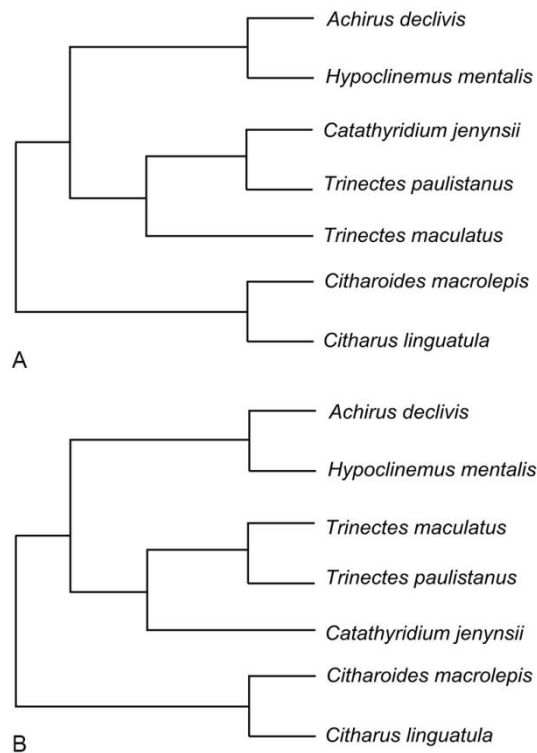 Achirus declivis
Hypoclinemus mentalis
Catathyridium jenynsii
Trinectes paulistanus
Trinectes maculatus
Citharoides macrolepis
Citharus linguatula
A
Achirus declivis
Hypoclinemus mentalis
Trinectes maculatus
Trinectes paulistanus
Catathyridium jenynsii
Citharoides macrolepis
Citharus linguatula
B